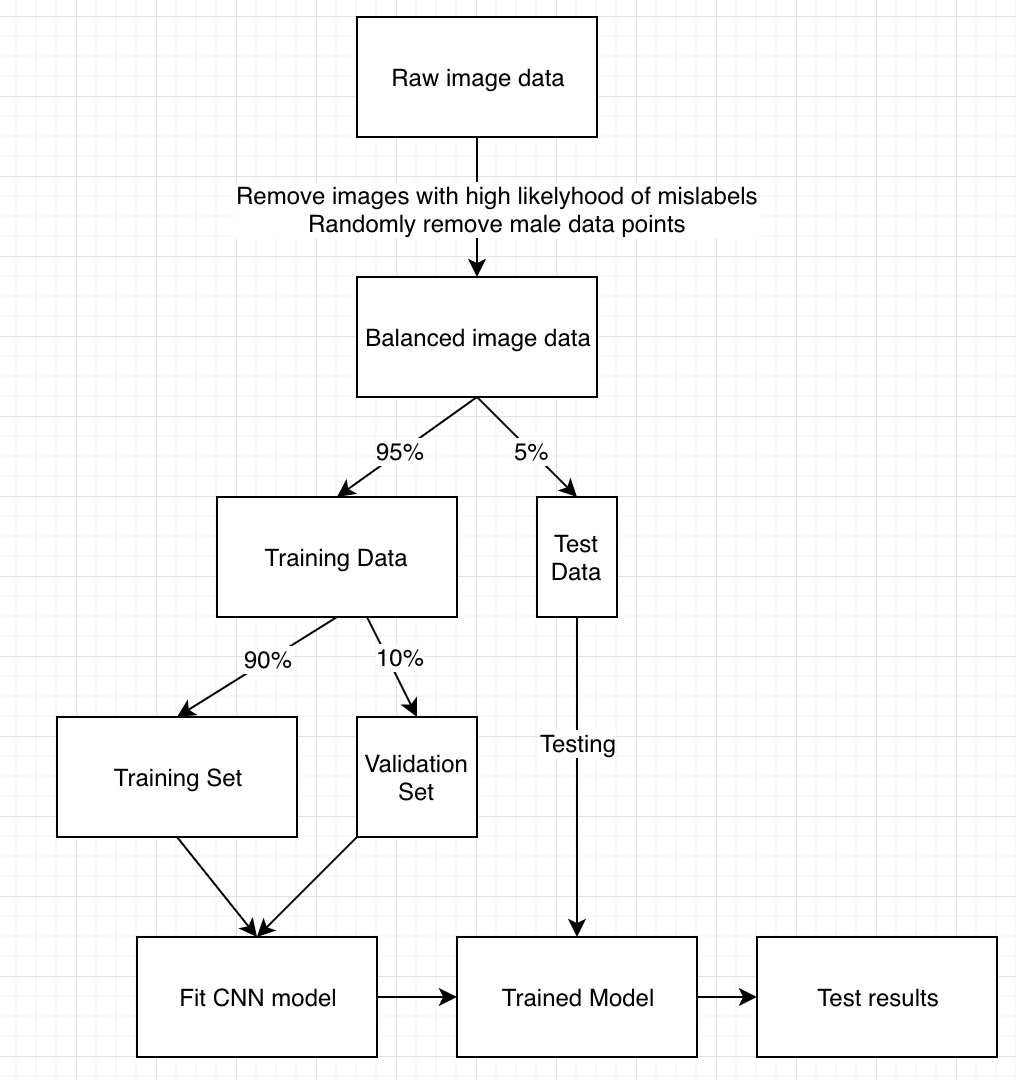 Raw image data
Remove images with high likelyhood of mislabels
Randomly remove male data points
Balanced image data
95%
5%
Training Data
Test
Data
90%
10%
Training Set
Validation
Set
Testing
Fit CNN model
Trained Model
Test results